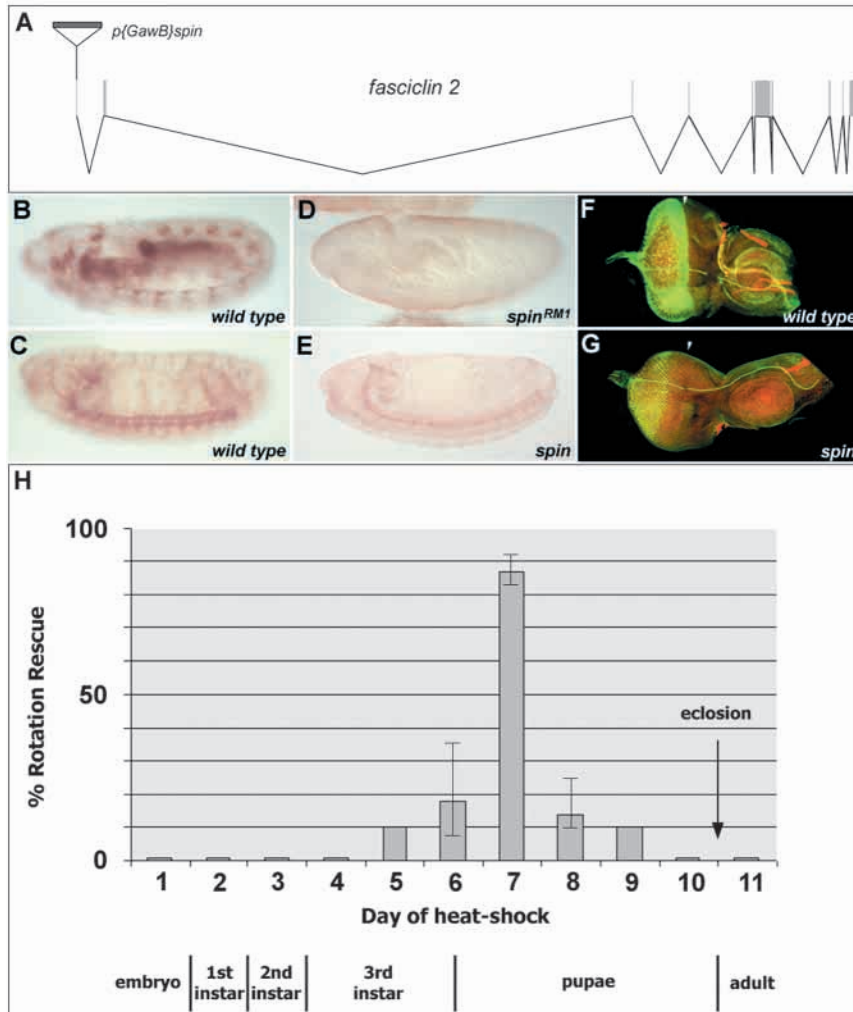 A
p{GawB}spin
fasciclin 2
B
wild type
D
spinRM1
F
wild type
C
wild type
E
spin
G
spin
H
100
50
0
% Rotation Rescue
eclosion
1 2 3 4 5 6 7 8 9 10 11
Day of heat-shock
embryo
1st instar
2nd instar
3rd instar
pupae
adult